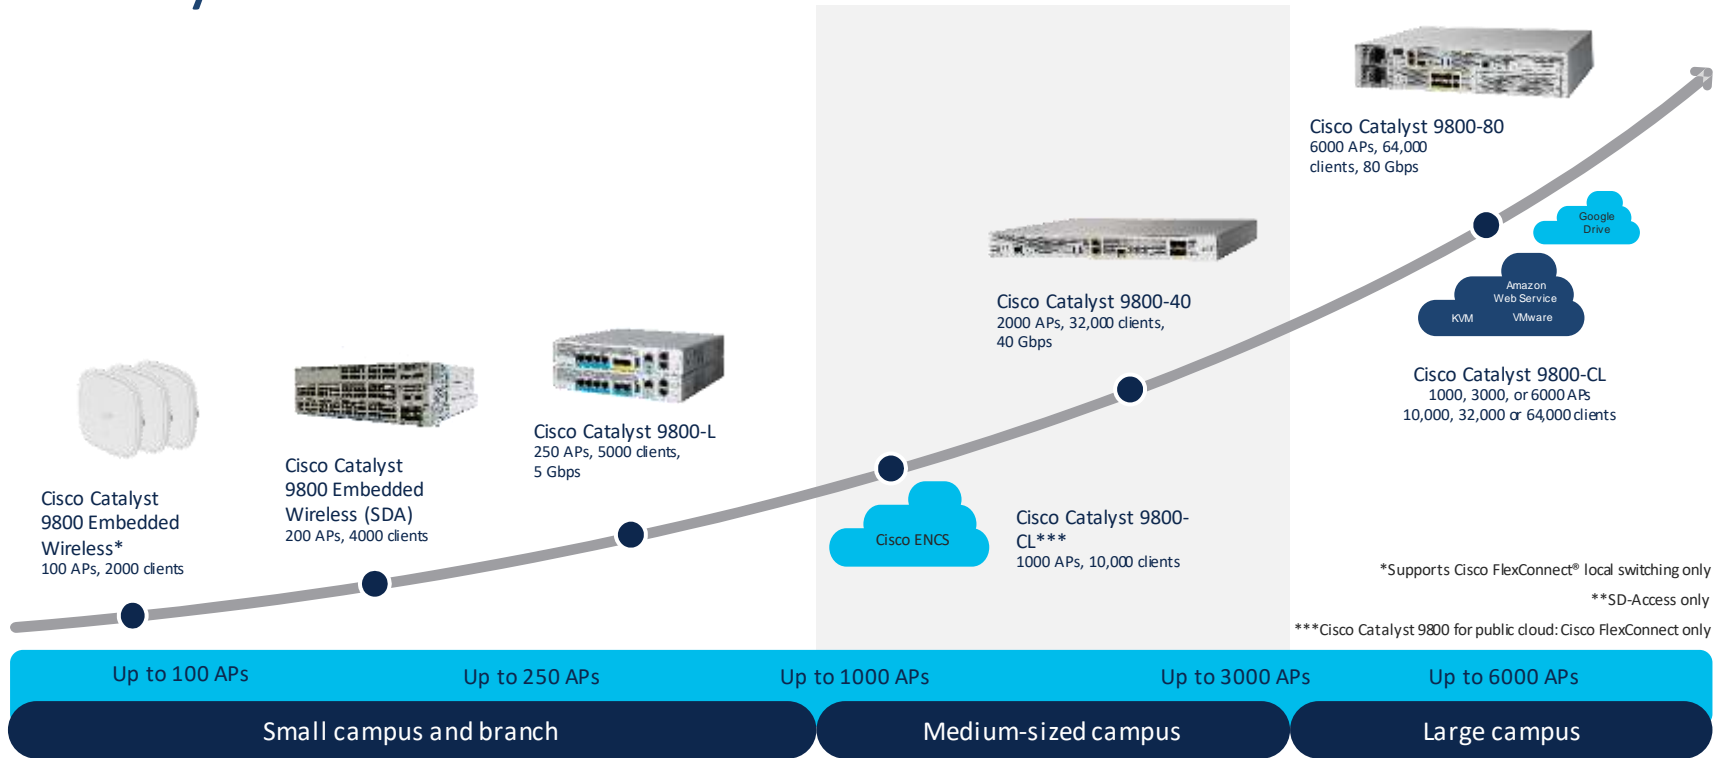 Cisco Catalyst 9800-80
6000 APs, 64,000
clients, 80 Gbps
Google
Drive
Amazon
Web Service
KVM VMware
Cisco Catalyst 9800-40
2000 APs, 32,000 clients,
40 Gbps
Cisco Catalyst 9800-CL
1000, 3000, or 6000 APs
10,000, 32,000 or 64,000 clients
Cisco Catalyst 9800-L
250 APs, 5000 clients,
5 Gbps
Cisco Catalyst
9800 Embedded
Wireless (SDA)
200 APs, 4000 clients
Cisco Catalyst
9800 Embedded
Wireless*
100 APs, 2000 clients
Cisco ENCS
Cisco Catalyst 9800-
CL***
1000 APs, 10,000 clients
*Supports Cisco FlexConnect® local switching only
**SD-Access only
***Cisco Catalyst 9800 for public cloud: Cisco FlexConnect only
Up to 100 APs Up to 250 APs Up to 1000 APs Up to 3000 APs Up to 6000 APs
Small campus and branch Medium-sized campus Large campus